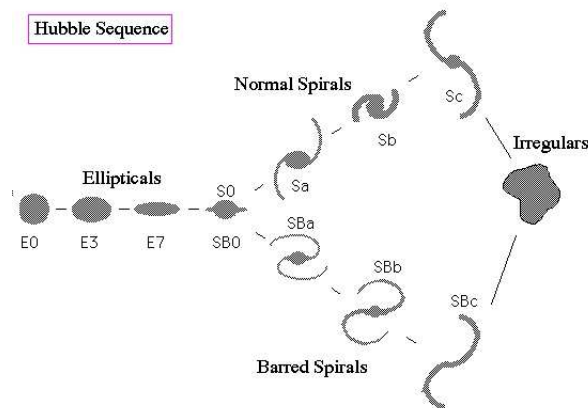 Hubble Sequence
Normal Spirals
Sc
Sb
Irregulars
Ellipticals
S0
Sa
E0
E3
E7
SB0
SBa
SBb
SBc
Barred Spirals